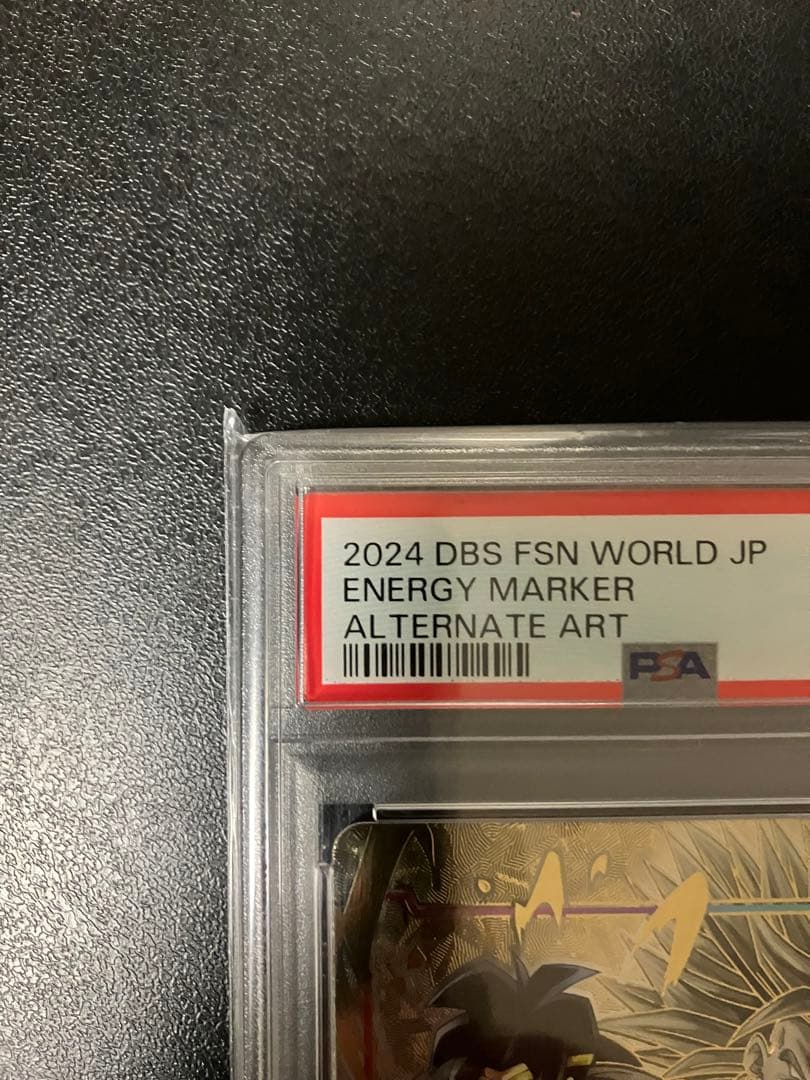 2024 DBS FSN WORLD JP
ENERGY MARKER
ALTERNATE ART
PSA